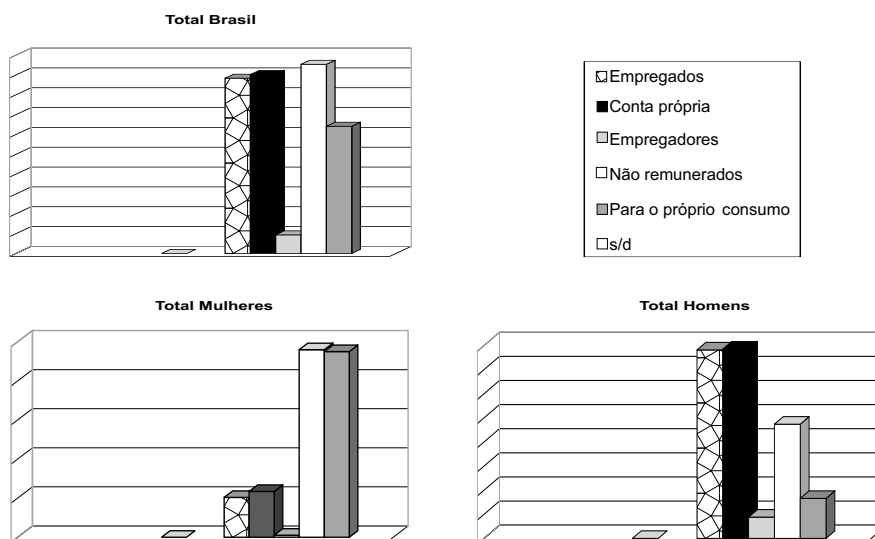 Total Brasil
Empregados
Conta própria
Empregadores
Não remunerados
Para o próprio consumo
s/d
Total Mulheres
Total Homens